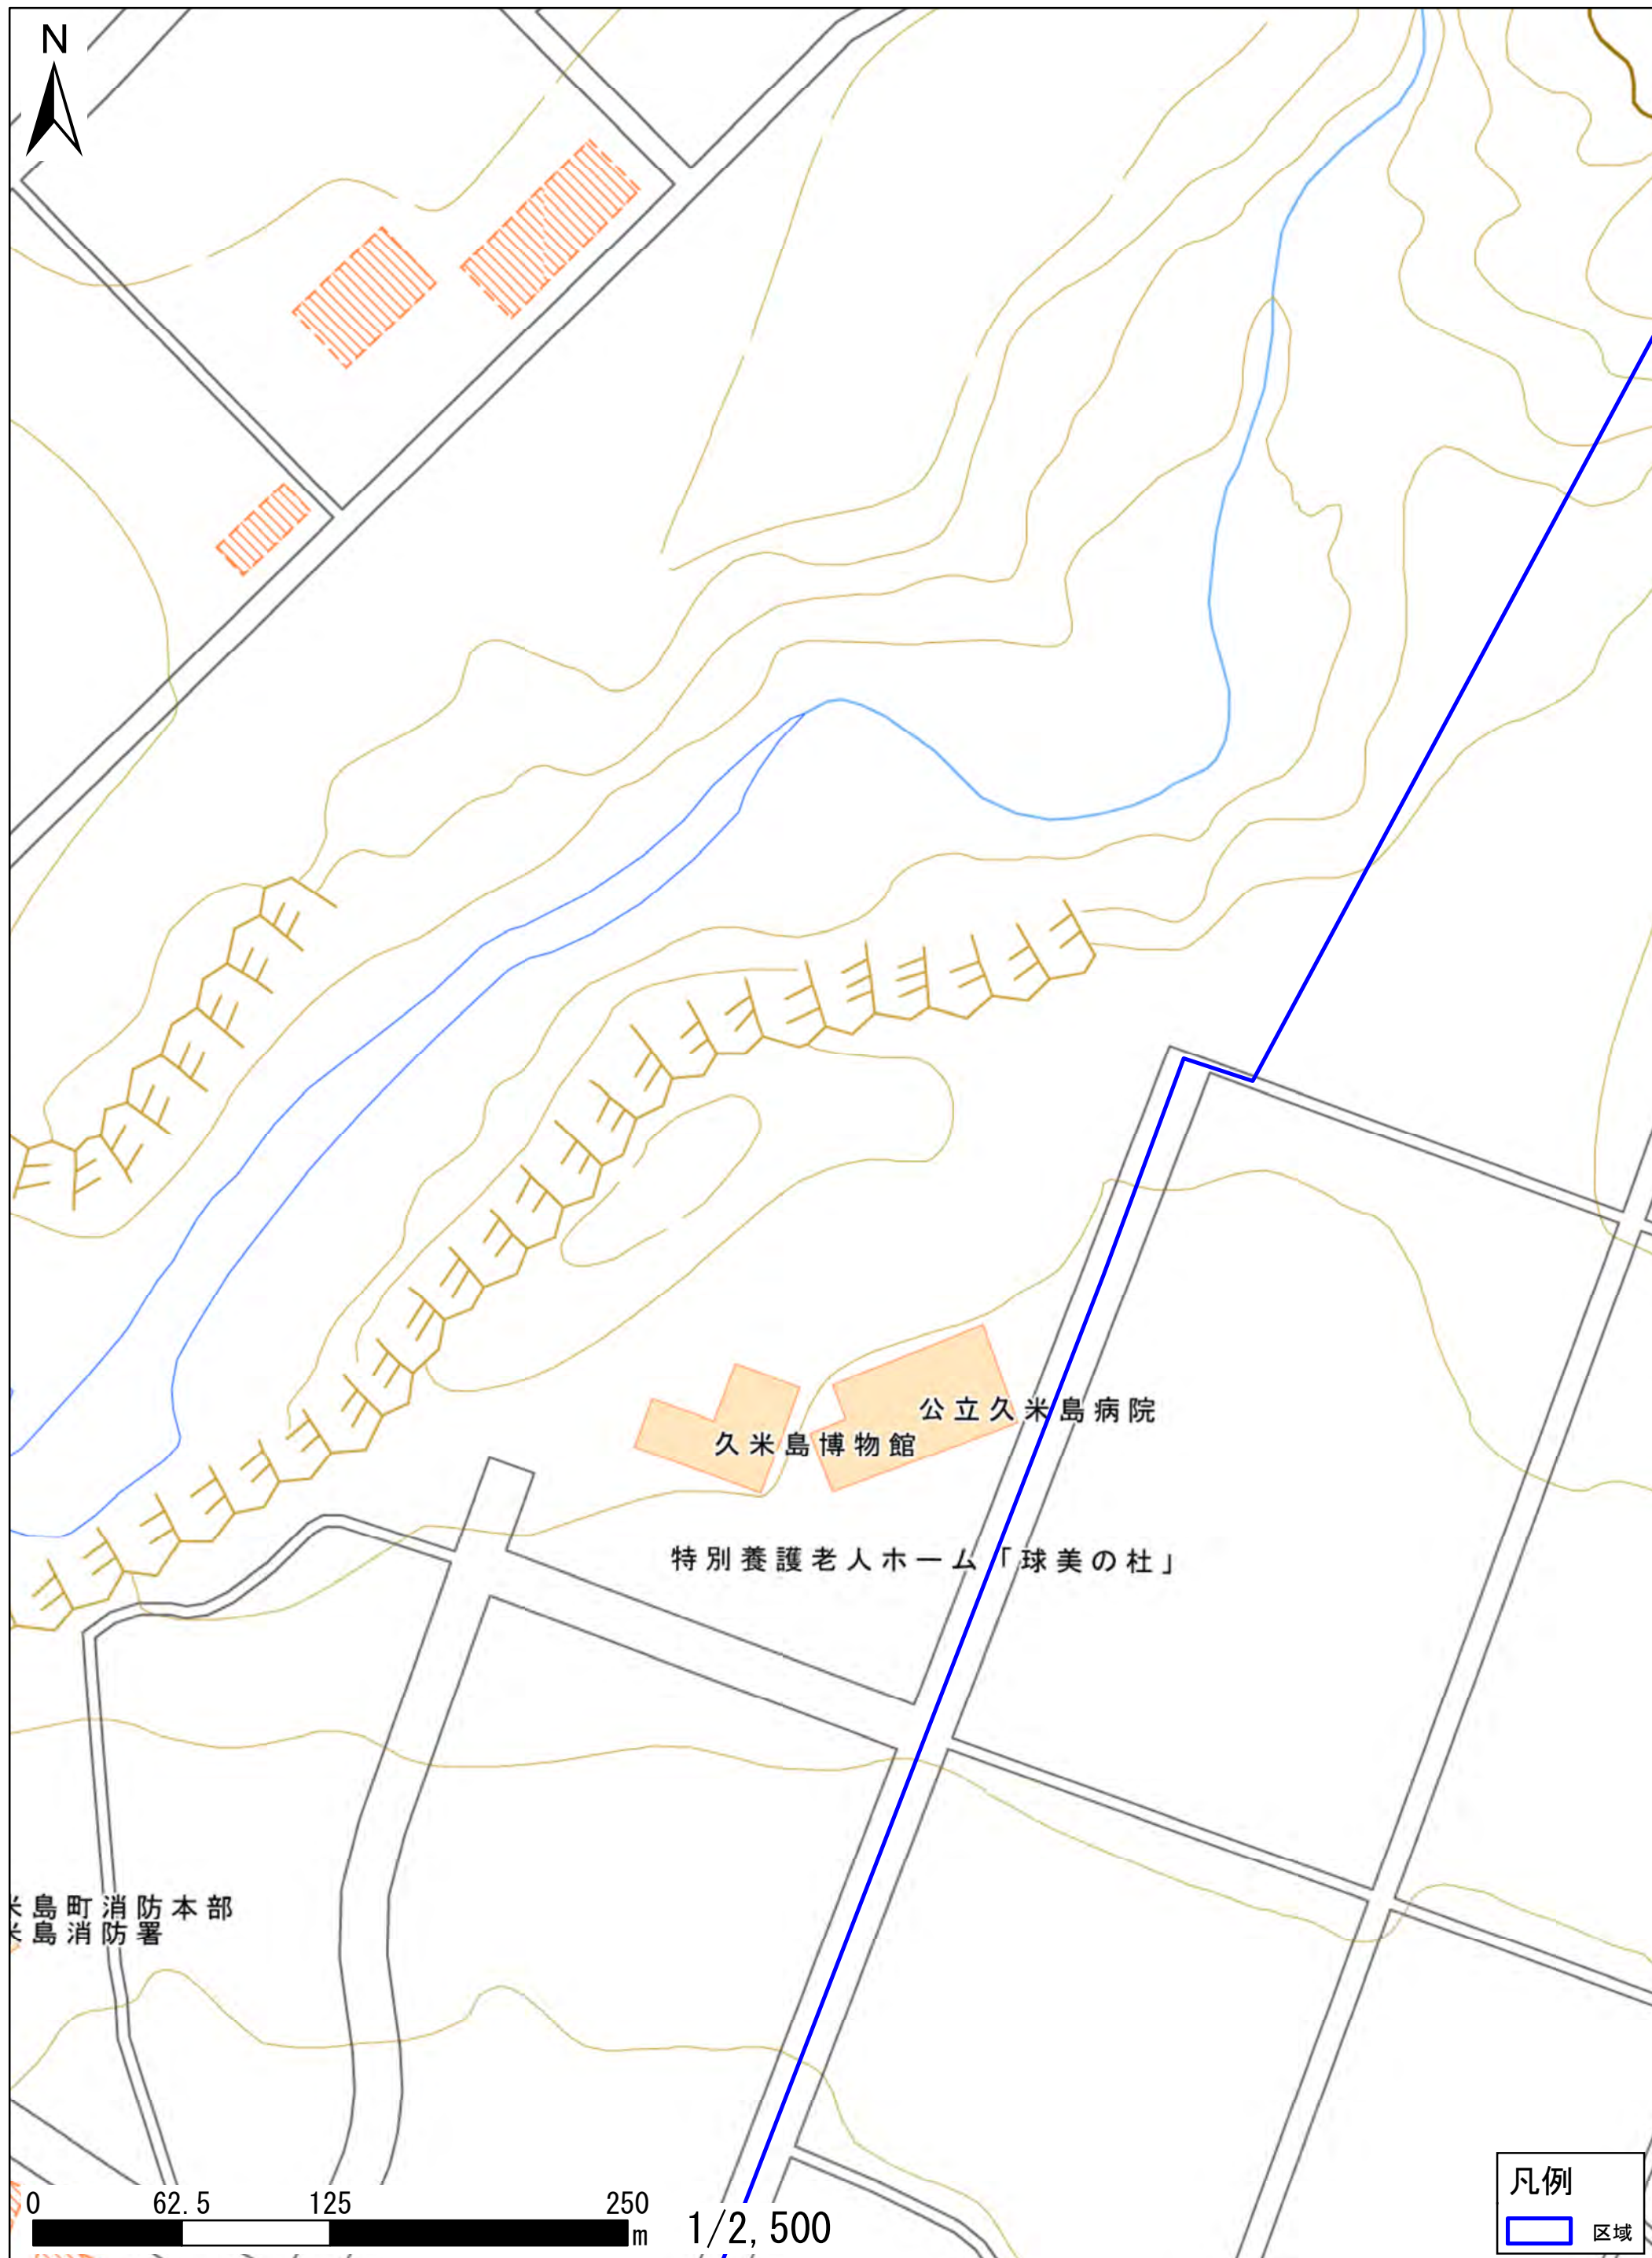 N
公立久米島病院
久米島博物館
特別養護老人ホーム「球美の杜」
米島町消防本部
米島消防署
0 62.5 125 250
m
1/2,500
凡例
区域